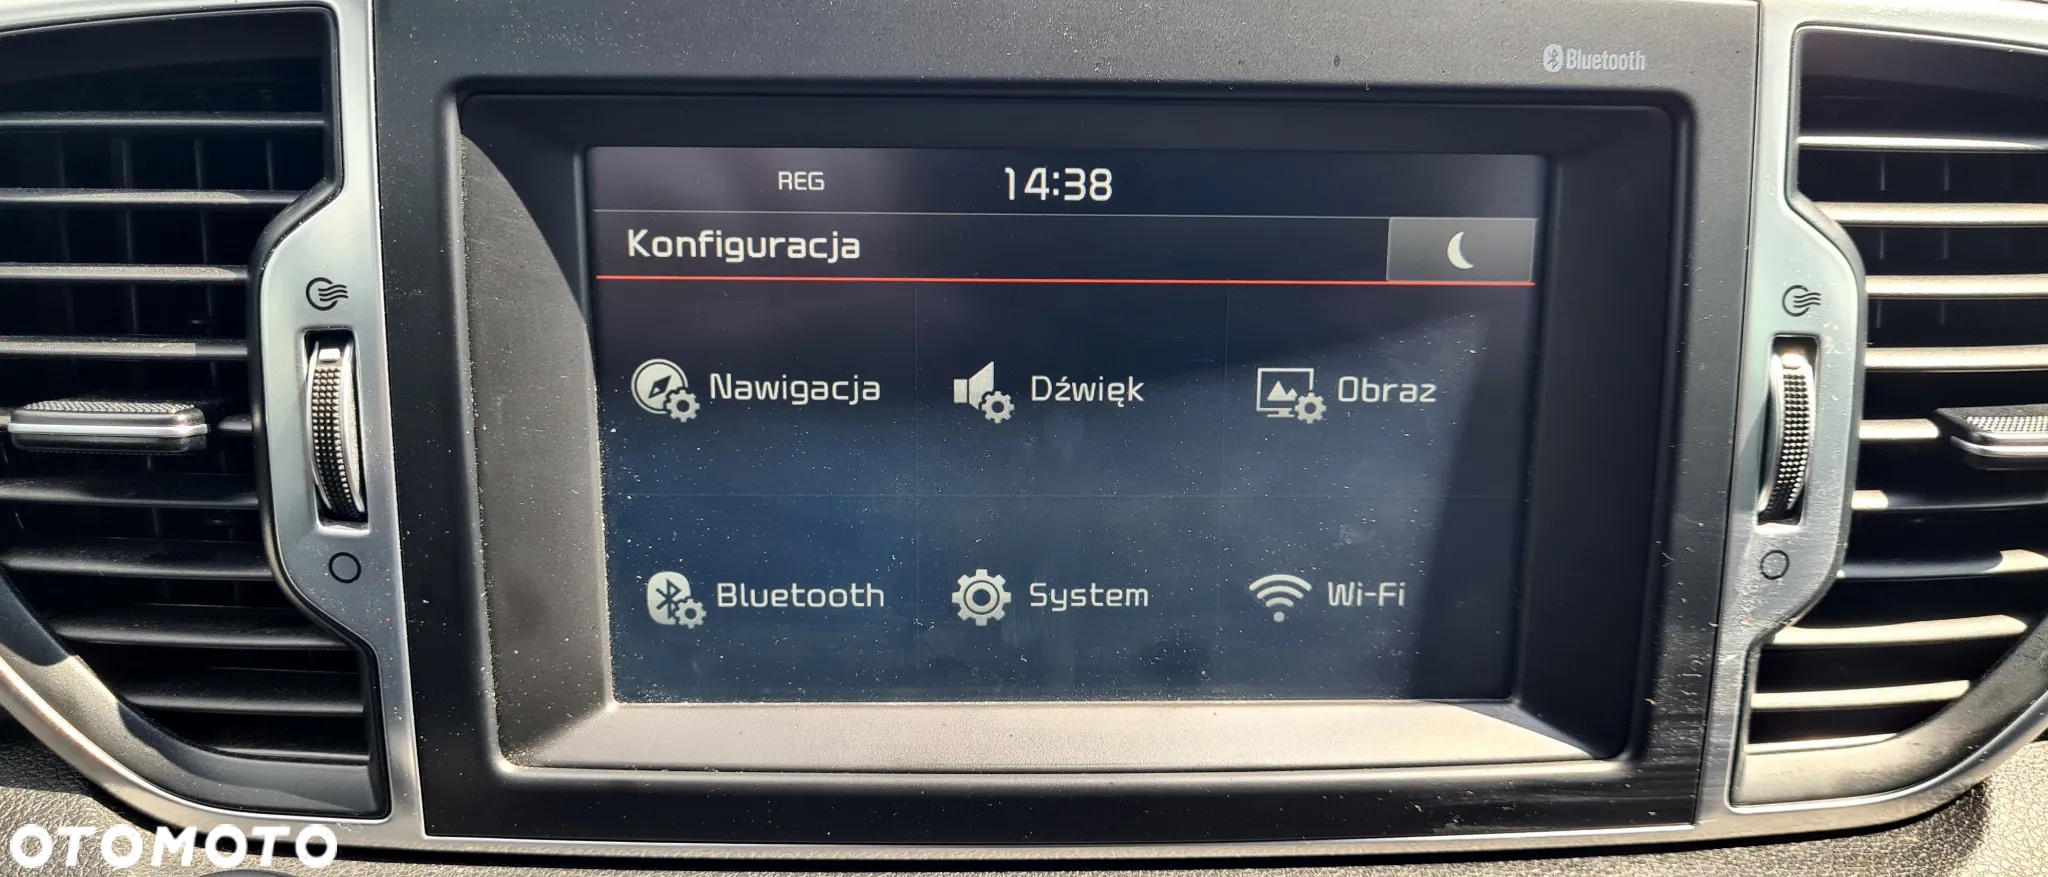 Bluetooth
REG 14:38
Konfiguracja
Nawigacja Dźwięk Obraz
Bluetooth System Wi-Fi
OTOMOTO